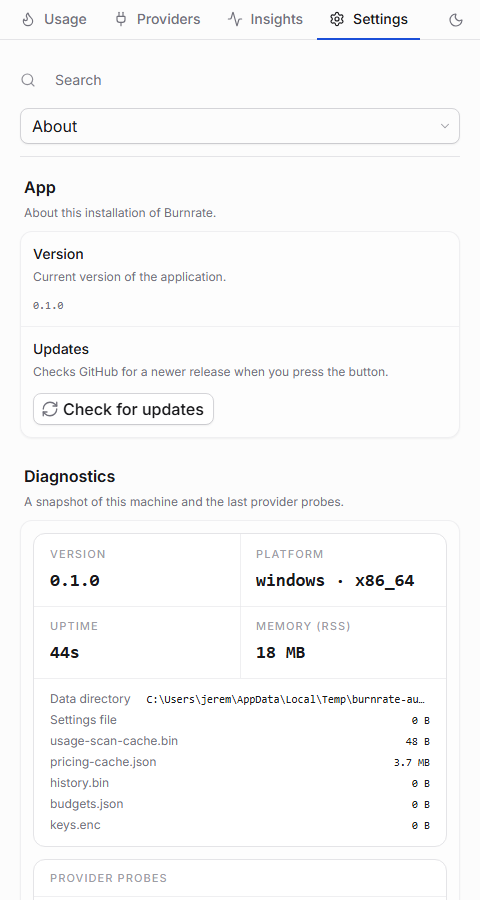 Usage Providers Insights Settings
Search
About
App
About this installation of Burnrate.
Version
Current version of the application.
0.1.0
Updates
Checks GitHub for a newer release when you press the button.
Check for updates
Diagnostics
A snapshot of this machine and the last provider probes.
VERSION PLATFORM
0.1.0 windows · x86_64
UPTIME MEMORY (RSS)
44s 18 MB
Data directory C:\Users\jerem\AppData\Local\Temp\burnrate-au…
Settings file 0 B
usage-scan-cache.bin 48 B
pricing-cache.json 3.7 MB
history.bin 0 B
budgets.json 0 B
keys.enc 0 B
PROVIDER PROBES